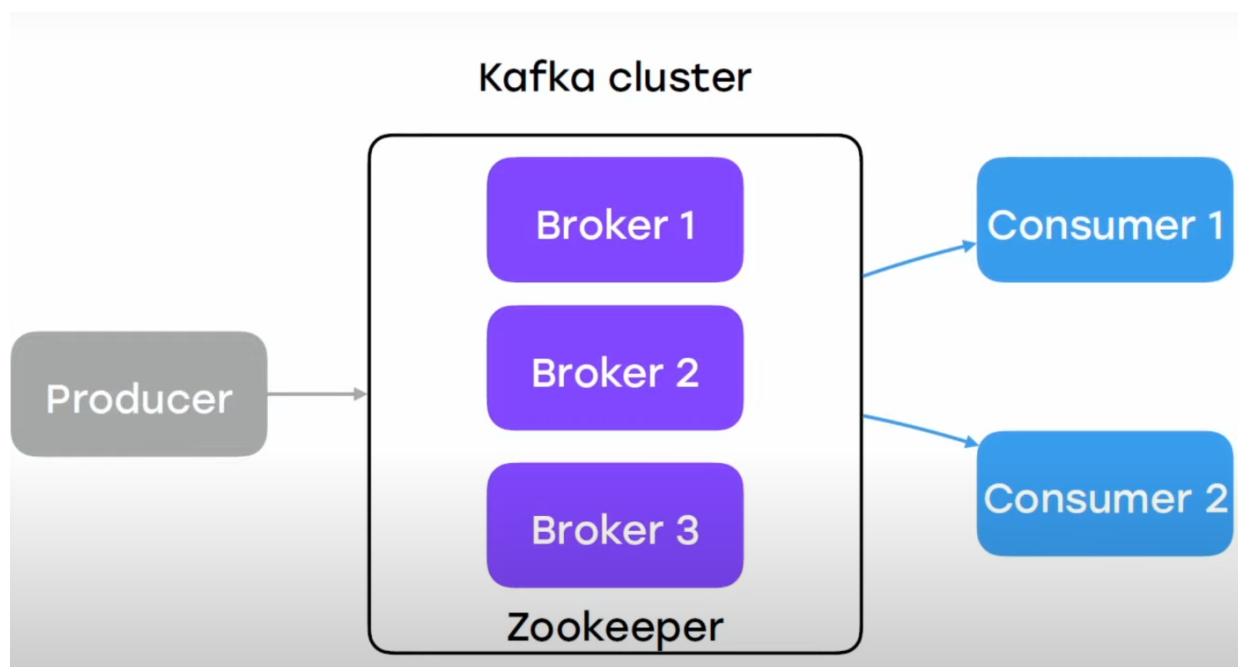 Kafka cluster
Producer
Broker 1
Broker 2
Broker 3
Zookeeper
Consumer 1
Consumer 2